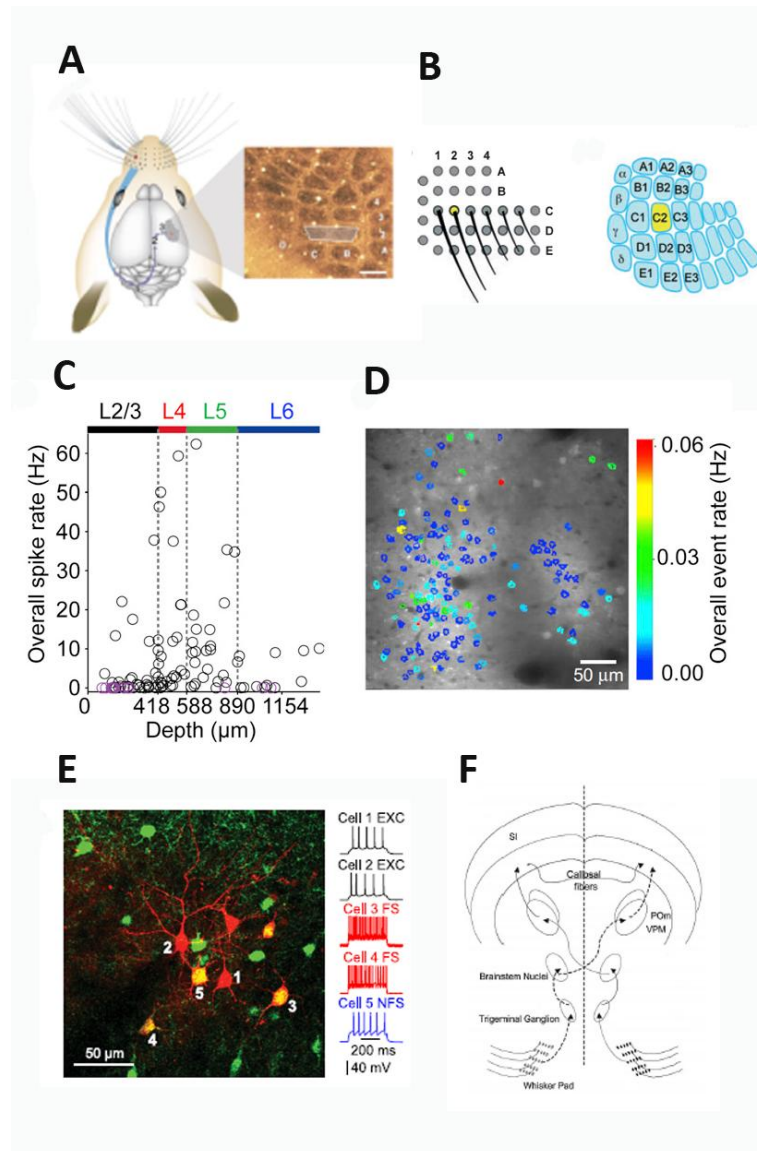 A
4
3
2
D
C
B
A
B
1 2 3 4
A
B
C
D
E
α
β
γ
δ
A1 A2 A3
B1 B2 B3
C1 C2 C3
D1 D2 D3
E1 E2 E3
C
L2/3 L4 L5 L6
Overall spike rate (Hz)
60
50
40
30
20
10
0
0 418 588 890 1154
Depth (µm)
D
50 µm
0.06
0.03
0.00
Overall event rate (Hz)
E
2
5
1
3
4
50 µm
Cell 1 EXC
Cell 2 EXC
Cell 3 FS
Cell 4 FS
Cell 5 NFS
200 ms
40 mV
F
SI
Callosal
fibers
POm
VPM
Brainstem Nuclei
Trigeminal Ganglion
Whisker Pad